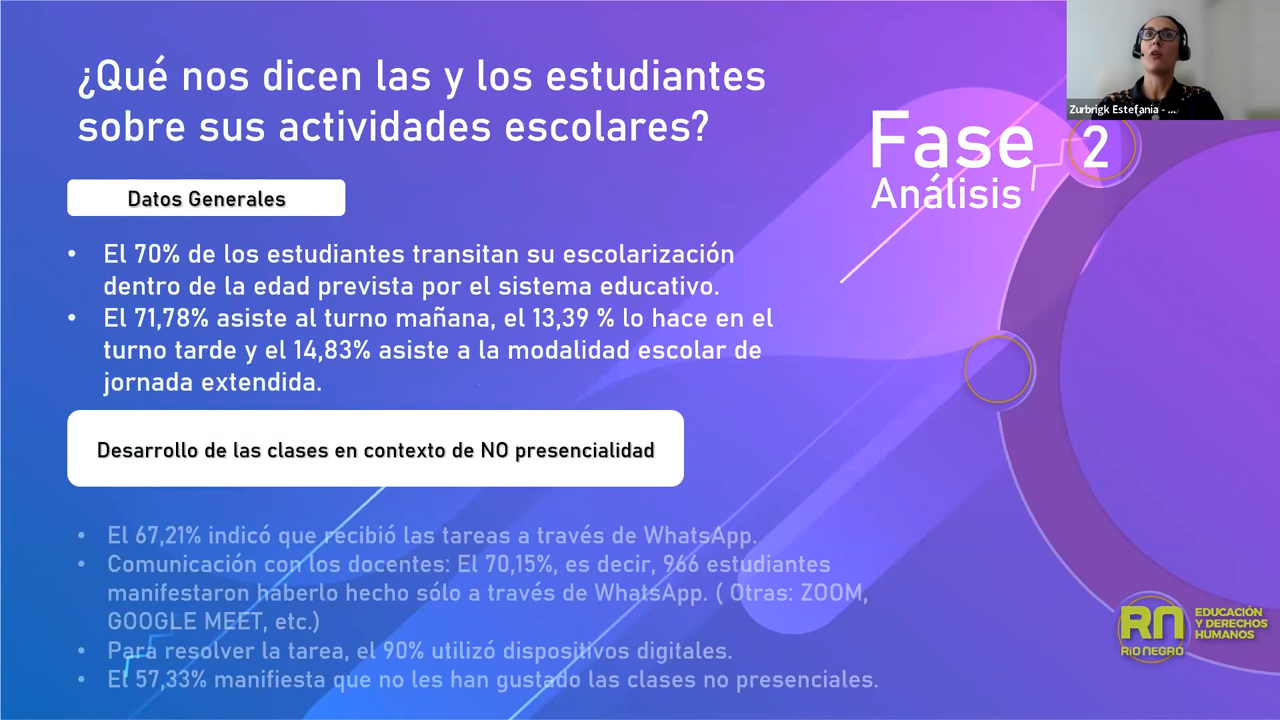 ¿Qué nos dicen las y los estudiantes
sobre sus actividades escolares?
Zurbrigk Estefania - ...
Fase 2
Análisis
Datos Generales
• El 70% de los estudiantes transitan su escolarización
dentro de la edad prevista por el sistema educativo.
• El 71,78% asiste al turno mañana, el 13,39 % lo hace en el
turno tarde y el 14,83% asiste a la modalidad escolar de
jornada extendida.
Desarrollo de las clases en contexto de NO presencialidad
• El 67,21% indicó que recibió las tareas a través de WhatsApp.
• Comunicación con los docentes: El 70,15%, es decir, 966 estudiantes
manifestaron haberlo hecho sólo a través de WhatsApp. ( Otras: ZOOM,
GOOGLE MEET, etc.)
• Para resolver la tarea, el 90% utilizó dispositivos digitales.
• El 57,33% manifiesta que no les han gustado las clases no presenciales.
RN
RÍO NEGRO
EDUCACIÓN
Y DERECHOS
HUMANOS